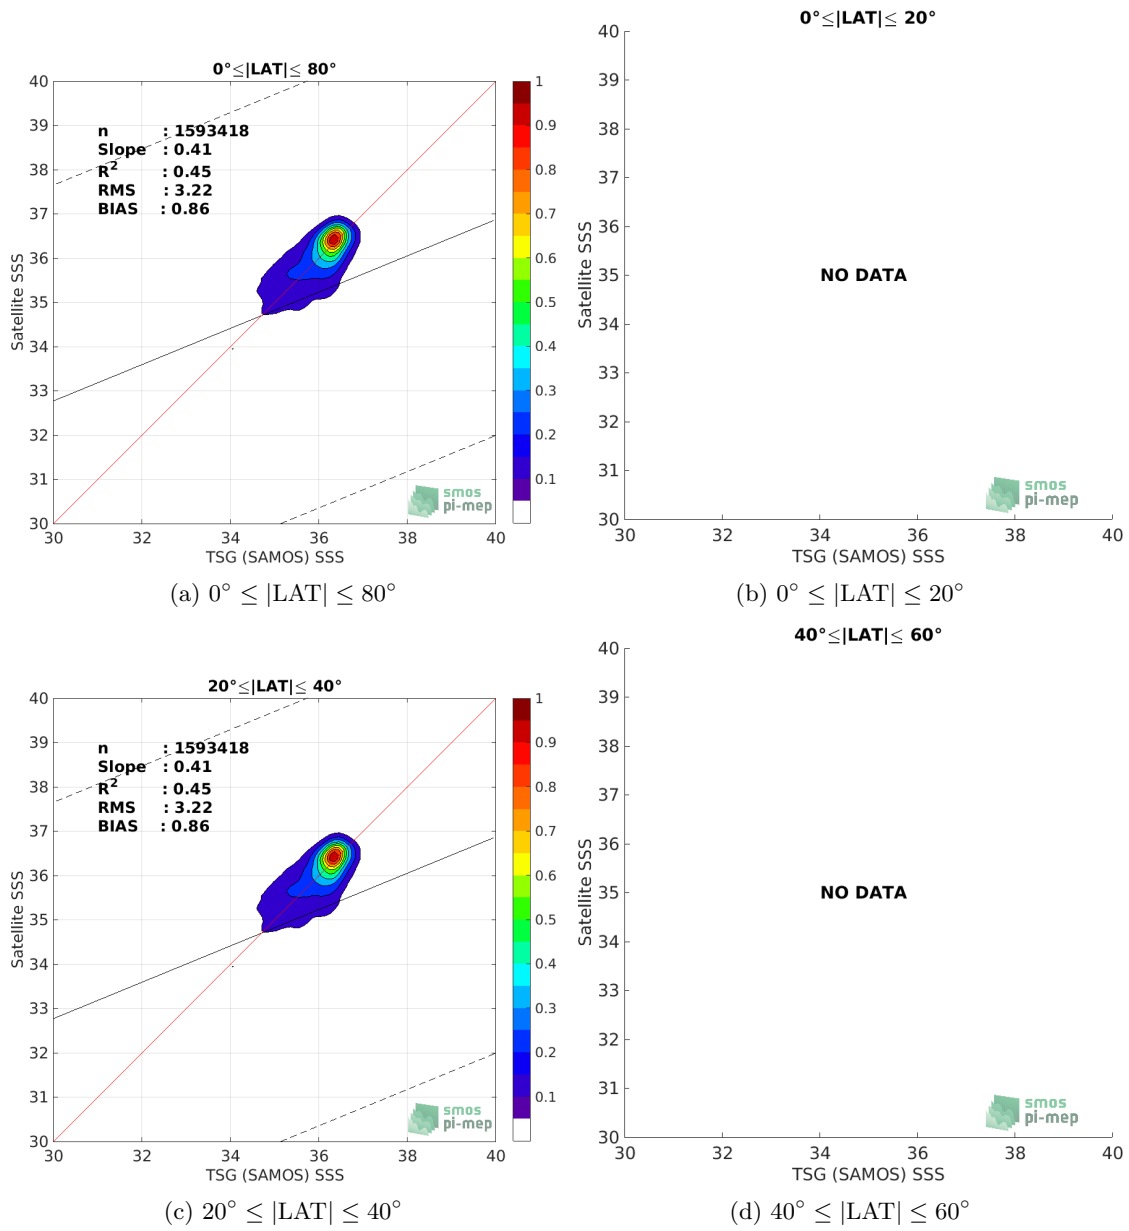 0°≤|LAT|≤ 80°
40
39
38
37
36
35
34
33
32
31
30
Satellite SSS
n : 1593418
Slope : 0.41
R² : 0.45
RMS : 3.22
BIAS : 0.86
smos
pi-mep
30 32 34 36 38 40
TSG (SAMOS) SSS
1
0.9
0.8
0.7
0.6
0.5
0.4
0.3
0.2
0.1
(a) 0° ≤ |LAT| ≤ 80°
0°≤|LAT|≤ 20°
40
39
38
37
36
35
34
33
32
31
30
Satellite SSS
NO DATA
smos
pi-mep
30 32 34 36 38 40
TSG (SAMOS) SSS
(b) 0° ≤ |LAT| ≤ 20°
20°≤|LAT|≤ 40°
40
39
38
37
36
35
34
33
32
31
30
Satellite SSS
n : 1593418
Slope : 0.41
R² : 0.45
RMS : 3.22
BIAS : 0.86
smos
pi-mep
30 32 34 36 38 40
TSG (SAMOS) SSS
1
0.9
0.8
0.7
0.6
0.5
0.4
0.3
0.2
0.1
(c) 20° ≤ |LAT| ≤ 40°
40°≤|LAT|≤ 60°
40
39
38
37
36
35
34
33
32
31
30
Satellite SSS
NO DATA
smos
pi-mep
30 32 34 36 38 40
TSG (SAMOS) SSS
(d) 40° ≤ |LAT| ≤ 60°